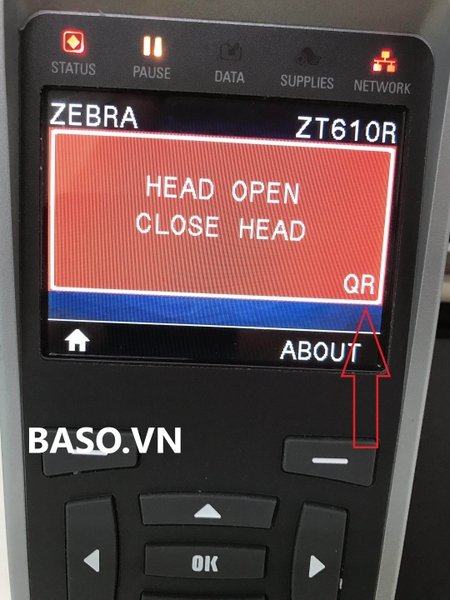 STATUS
PAUSE
DATA
SUPPLIES
NETWORK
ZEBRA
ZT610R
HEAD OPEN
CLOSE HEAD
QR
ABOUT
BASO.VN
OK